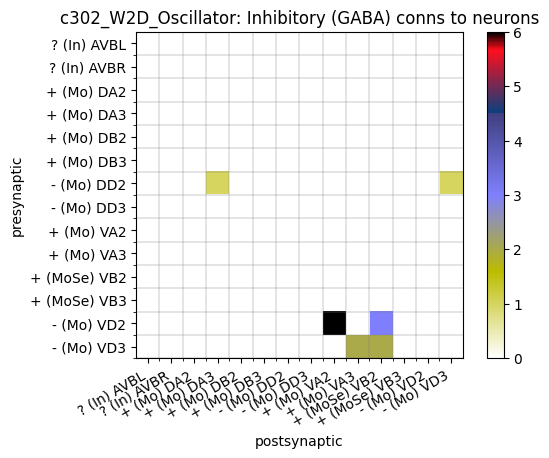 c302_W2D_Oscillator: Inhibitory (GABA) conns to neurons
? (In) AVBL
? (In) AVBR
+ (Mo) DA2
+ (Mo) DA3
+ (Mo) DB2
+ (Mo) DB3
- (Mo) DD2
- (Mo) DD3
+ (Mo) VA2
+ (Mo) VA3
+ (MoSe) VB2
+ (MoSe) VB3
- (Mo) VD2
- (Mo) VD3
presynaptic
? (In) AVBL
? (In) AVBR
+ (Mo) DA2
+ (Mo) DA3
+ (Mo) DB2
+ (Mo) DB3
- (Mo) DD2
- (Mo) DD3
+ (Mo) VA2
+ (Mo) VA3
+ (MoSe) VB2
+ (MoSe) VB3
- (Mo) VD2
- (Mo) VD3
postsynaptic
6
5
4
3
2
1
0